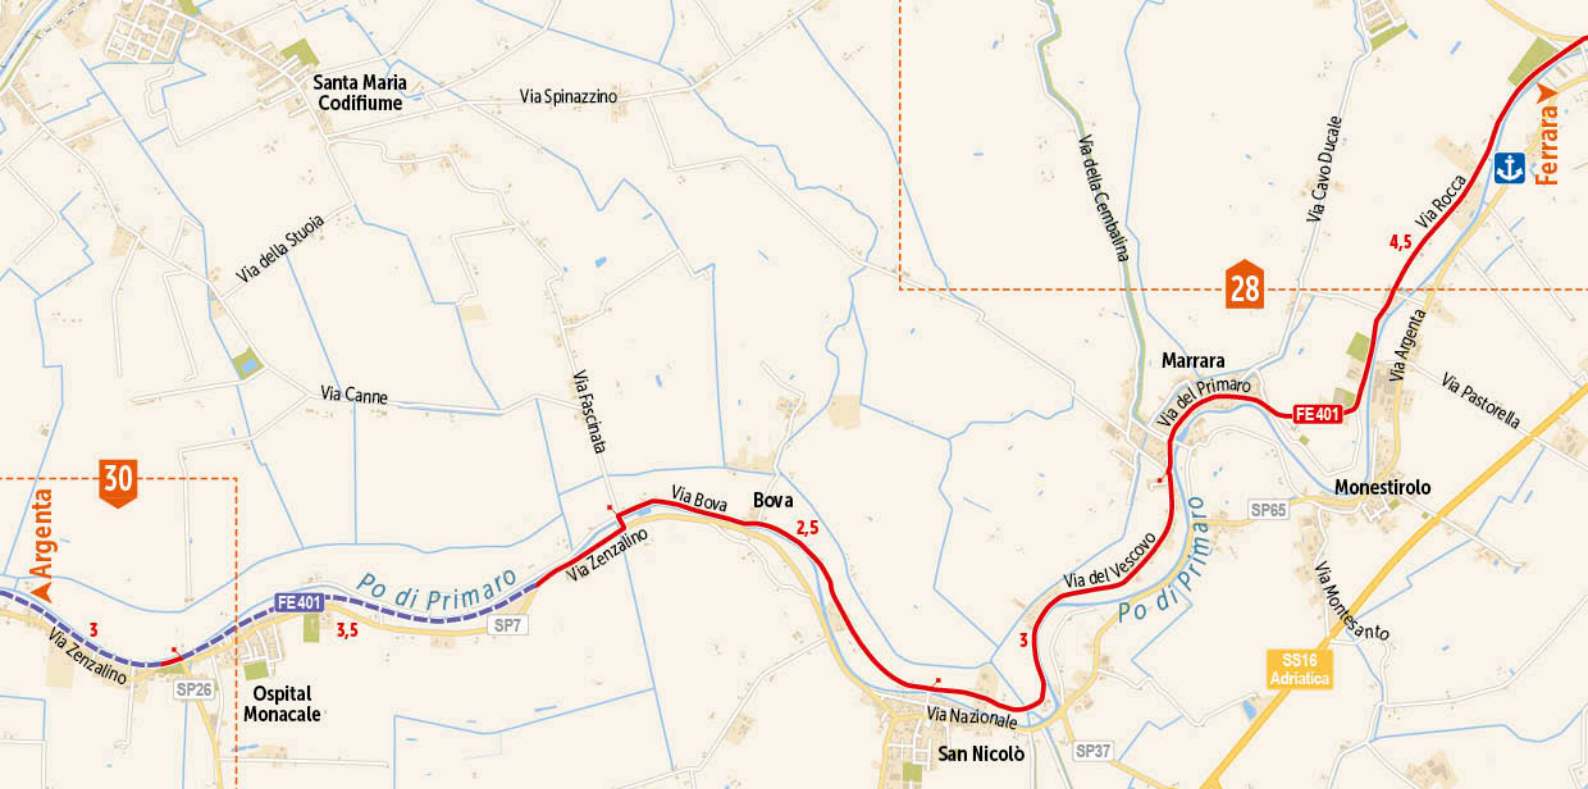 Santa Maria
Codifiume
Via Spinazzino
Via della Cembalina
Via Cavo Ducale
Ferrara
Via Rocca
4,5
Via della Stuoia
28
Via Argenta
Marrara
Via del Primaro
Via Pastorella
FE401
Via Canne
Via Fascinata
30
Argenta
Monestirolo
Via Bova
Bova
2,5
SP65
Via Zenzalino
Po di Primaro
Via del Vescovo
Po di Primaro
Via Montesanto
FE401
3,5
SP7
3
Via Zenzalino
3
SS16
Adriatica
SP26
Ospital
Monacale
Via Nazionale
San Nicolò
SP37